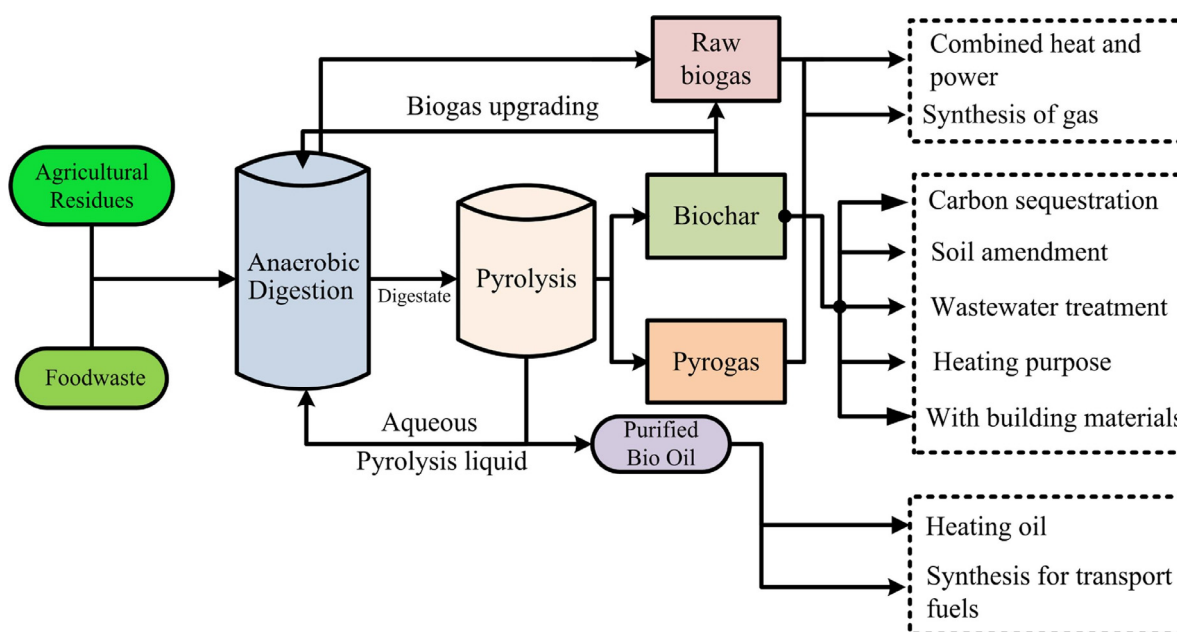 Raw
biogas
Combined heat and
power
Synthesis of gas
Biogas upgrading
Agricultural
Residues
Foodwaste
Anacrobic
Digestion
Digestate
Pyrolysis
Biochar
Pyrogas
Carbon sequestration
Soil amendment
Wastewater treatment
Heating purpose
With building materials
Aqueous
Pyrolysis liquid
Purified
Bio Oil
Heating oil
Synthesis for transport
fuels